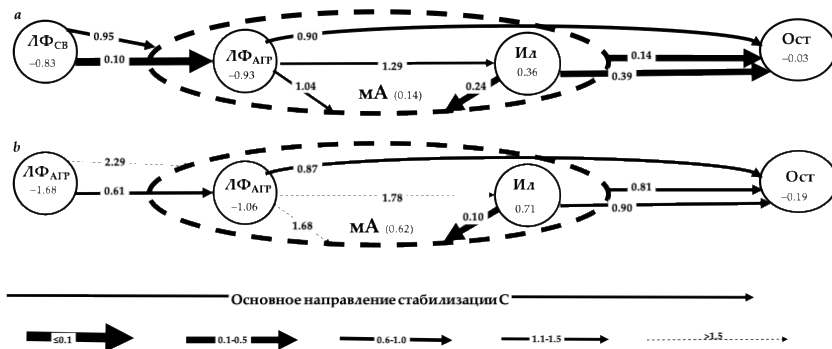 a
ЛФСВ
−0.83
0.95
0.10
ЛФАГР
−0.93
0.90
1.29
1.04
мА (0.14)
Ил
0.36
0.24
0.14
0.39
Ост
−0.03
b
ЛФАГР
−1.68
2.29
0.61
ЛФАГР
−1.06
0.87
1.78
1.68
мА (0.62)
Ил
0.71
0.10
0.81
0.90
Ост
−0.19
Основное направление стабилизации С
≤0.1
0.1-0.5
0.6-1.0
1.1-1.5
>1.5